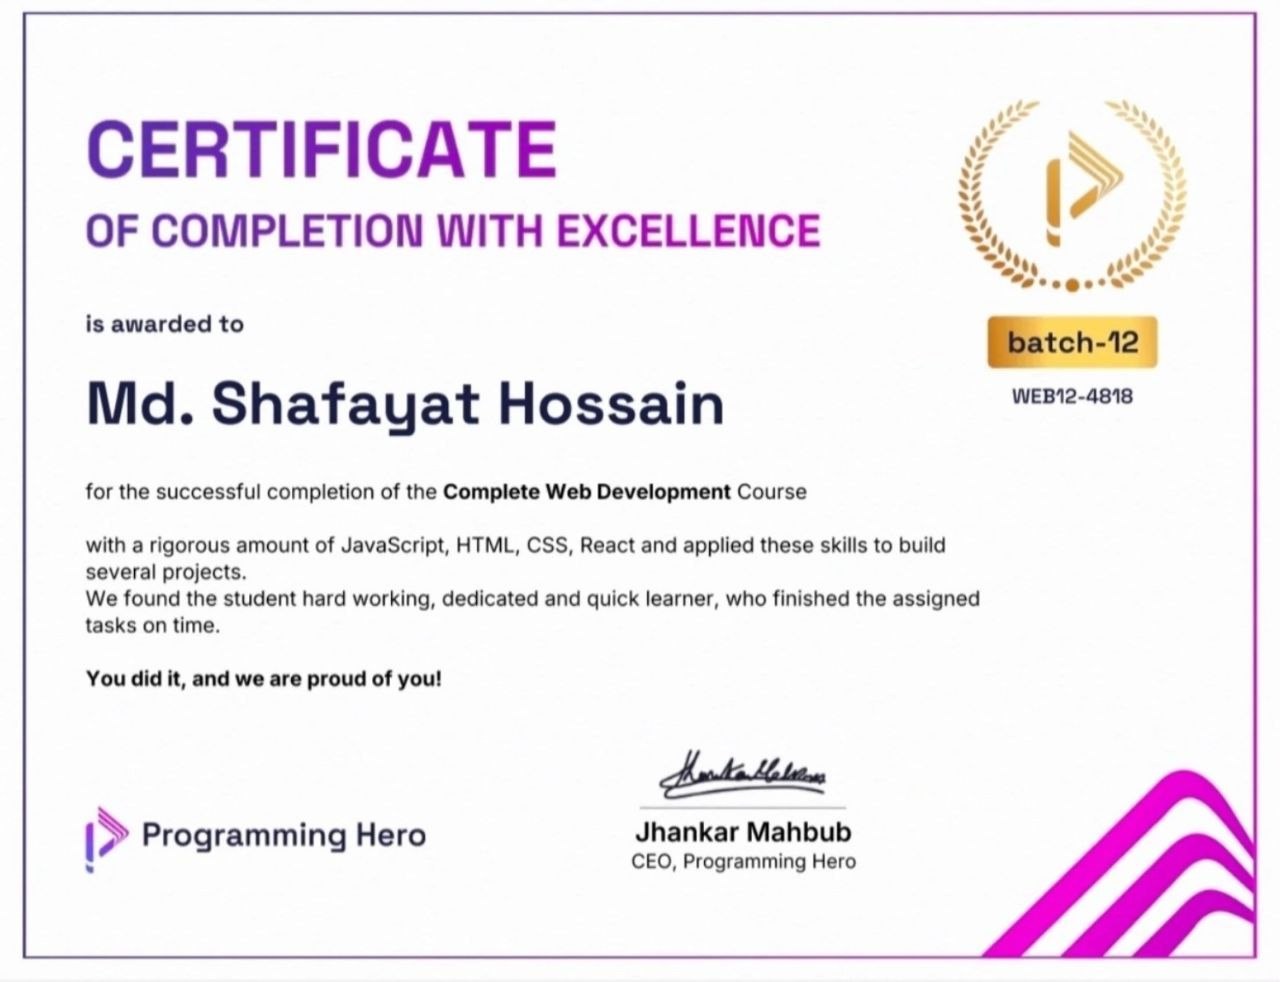 CERTIFICATE
OF COMPLETION WITH EXCELLENCE
is awarded to
Md. Shafayat Hossain
for the successful completion of the Complete Web Development Course
with a rigorous amount of JavaScript, HTML, CSS, React and applied these skills to build
several projects.
We found the student hard working, dedicated and quick learner, who finished the assigned
tasks on time.
You did it, and we are proud of you!
batch-12
WEB12-4818
Programming Hero
Jhankar Mahbub
CEO, Programming Hero